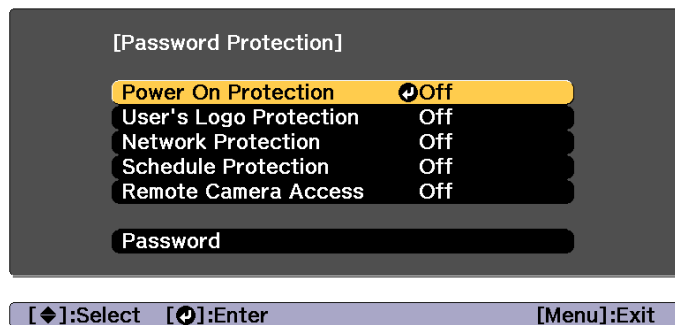 [Password Protection]
Power On Protection Off
User's Logo Protection Off
Network Protection Off
Schedule Protection Off
Remote Camera Access Off
Password
[◆]:Select [↵]:Enter [Menu]:Exit